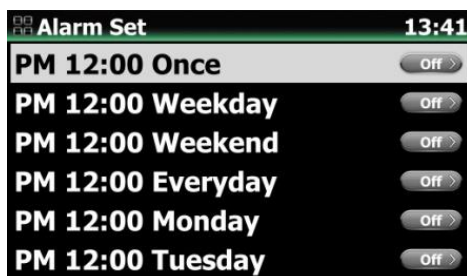 Alarm Set 13:41
PM 12:00 Once Off
PM 12:00 Weekday Off
PM 12:00 Weekend Off
PM 12:00 Everyday Off
PM 12:00 Monday Off
PM 12:00 Tuesday Off